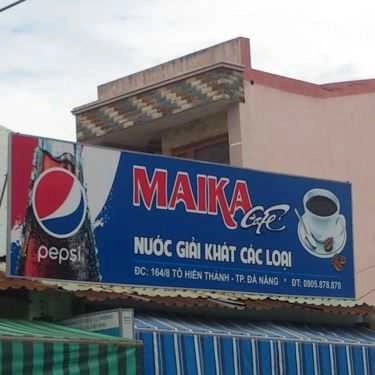 pepsi
MAIKA
Café
NƯỚC GIẢI KHÁT CÁC LOẠI
ĐC: 164/8 TÔ HIẾN THÀNH - TP. ĐÀ NẴNG * ĐT: 0905.878.870